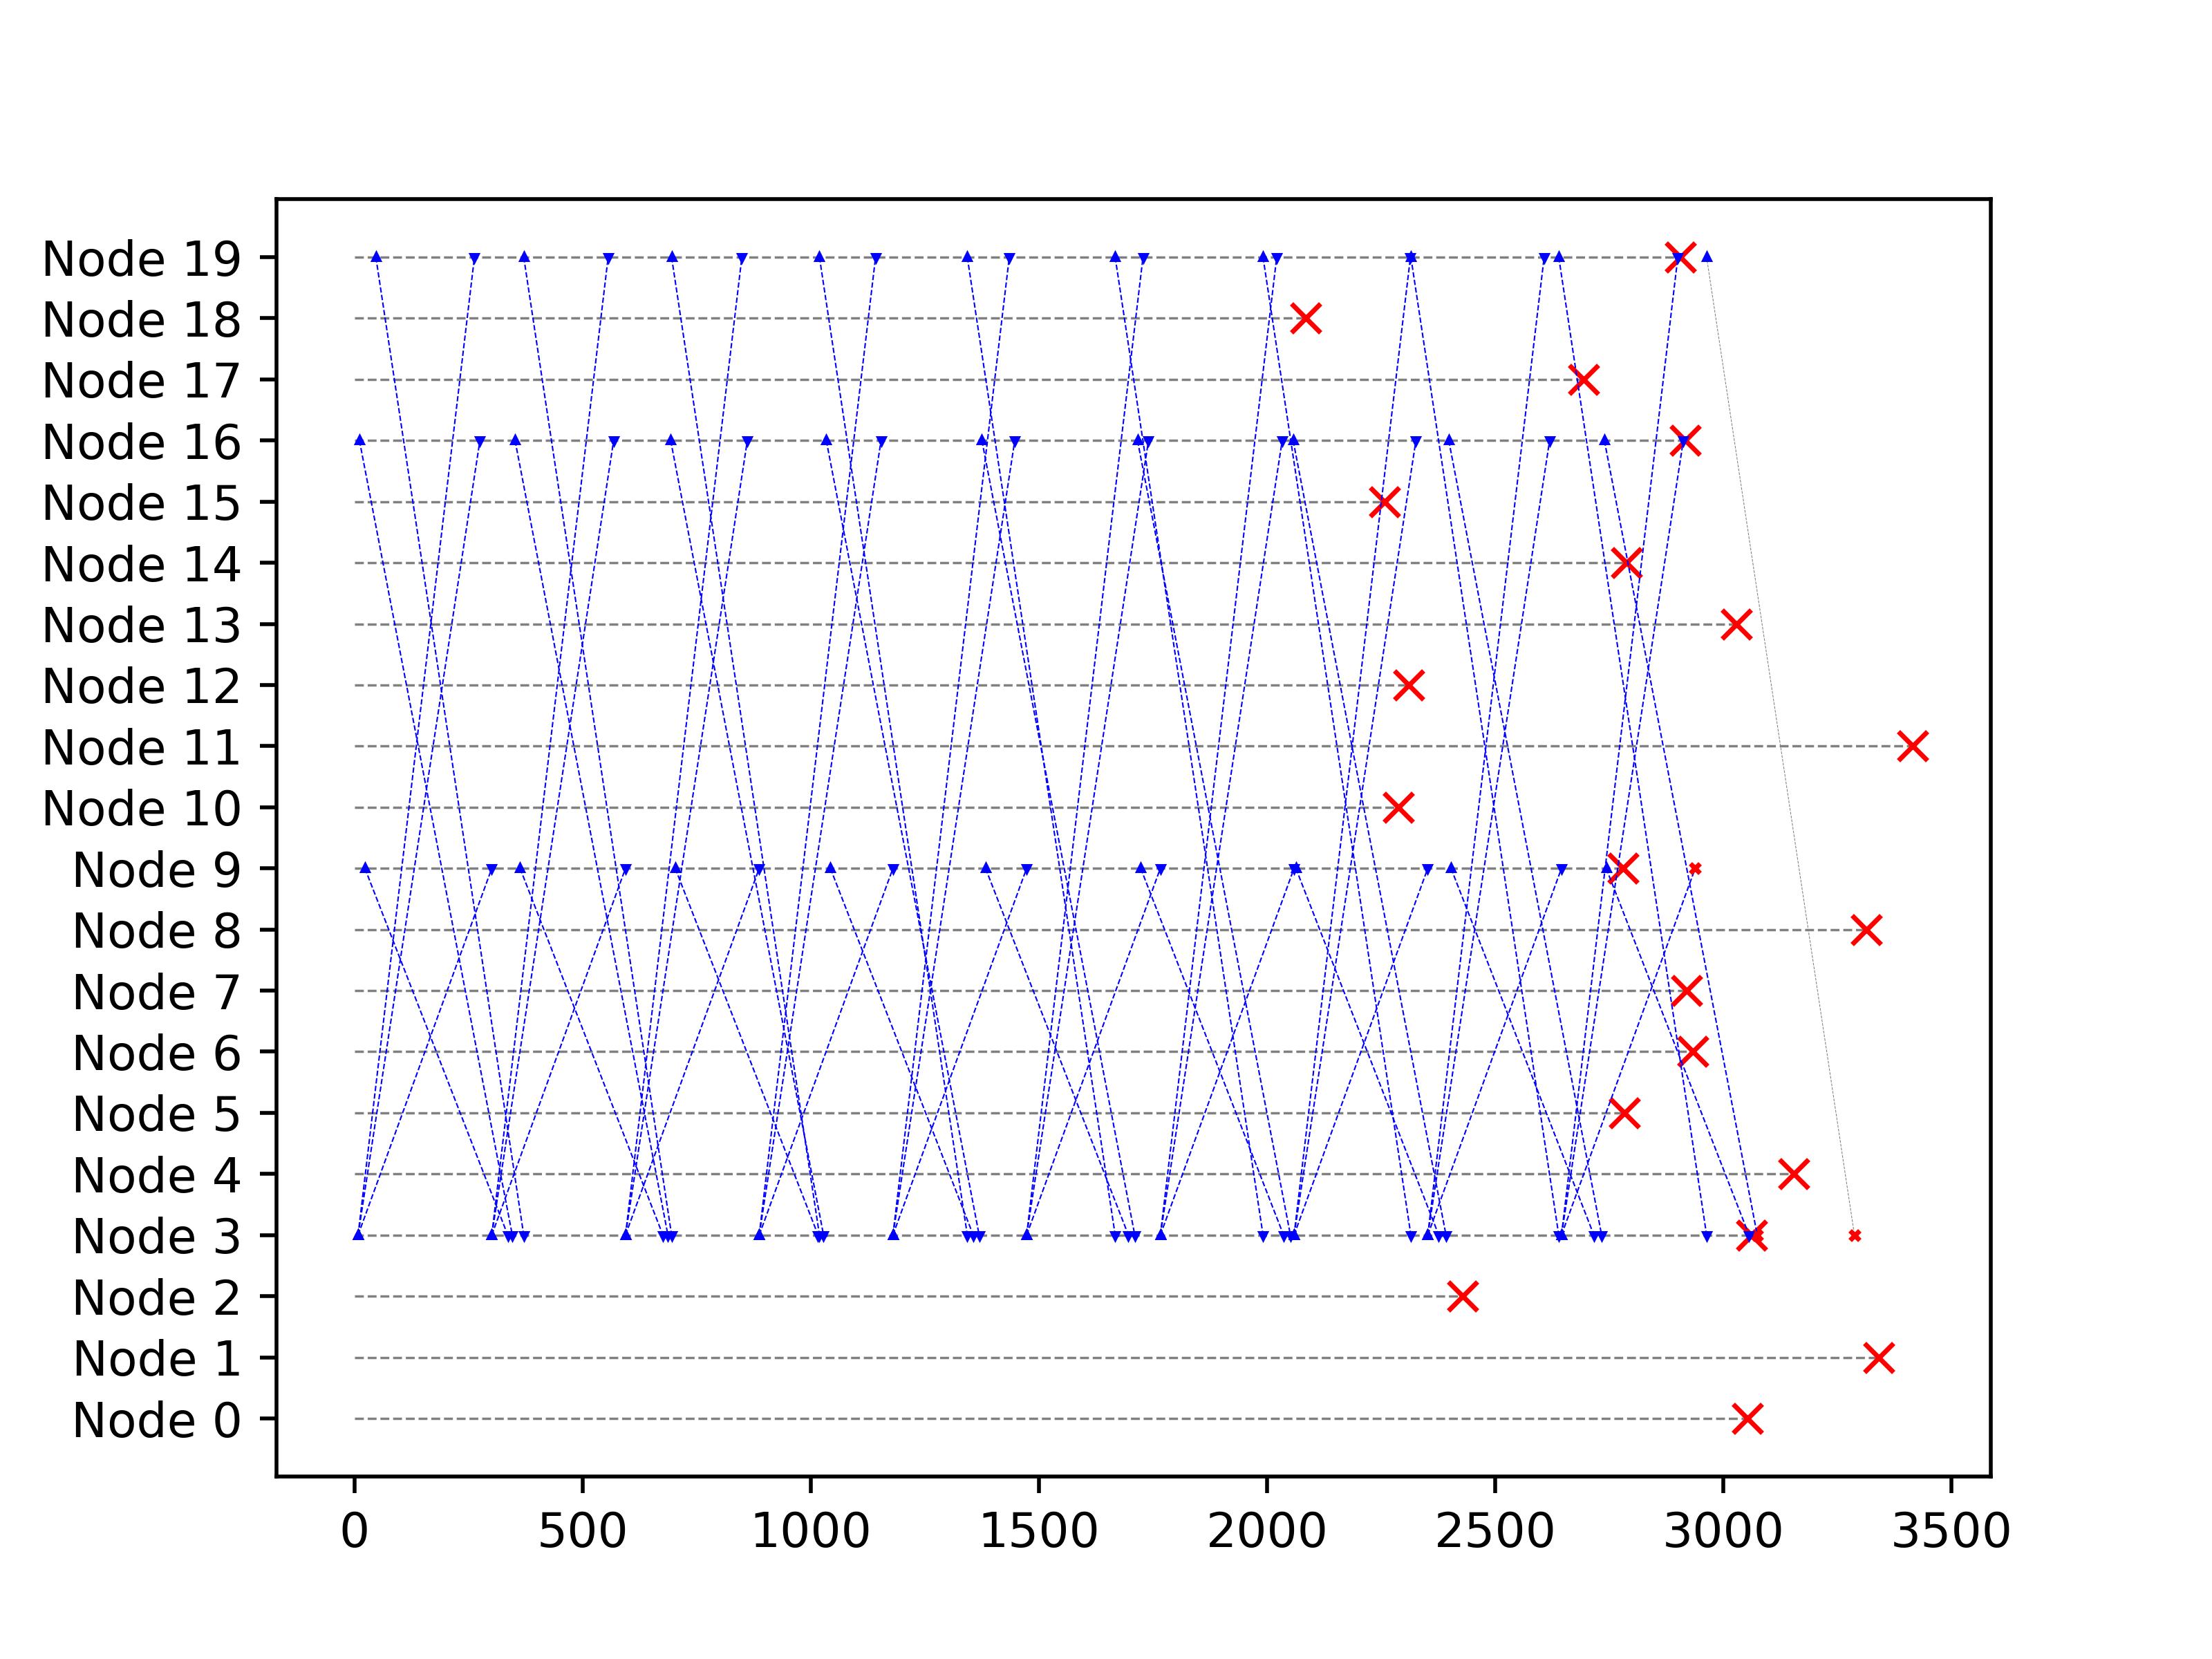 Node 19
Node 18
Node 17
Node 16
Node 15
Node 14
Node 13
Node 12
Node 11
Node 10
Node 9
Node 8
Node 7
Node 6
Node 5
Node 4
Node 3
Node 2
Node 1
Node 0
0 500 1000 1500 2000 2500 3000 3500